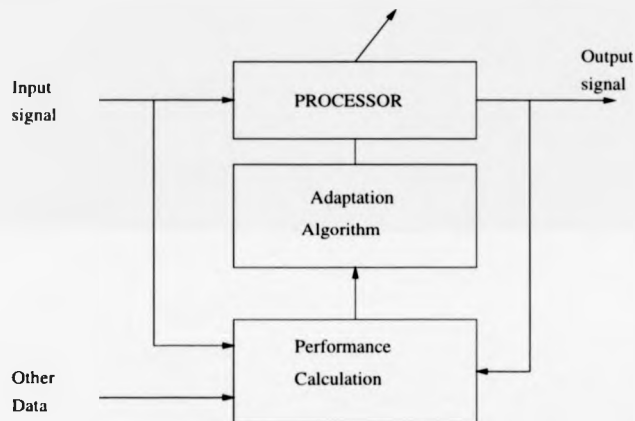 Input
signal
PROCESSOR
Output
signal
Adaptation
Algorithm
Performance
Calculation
Other
Data